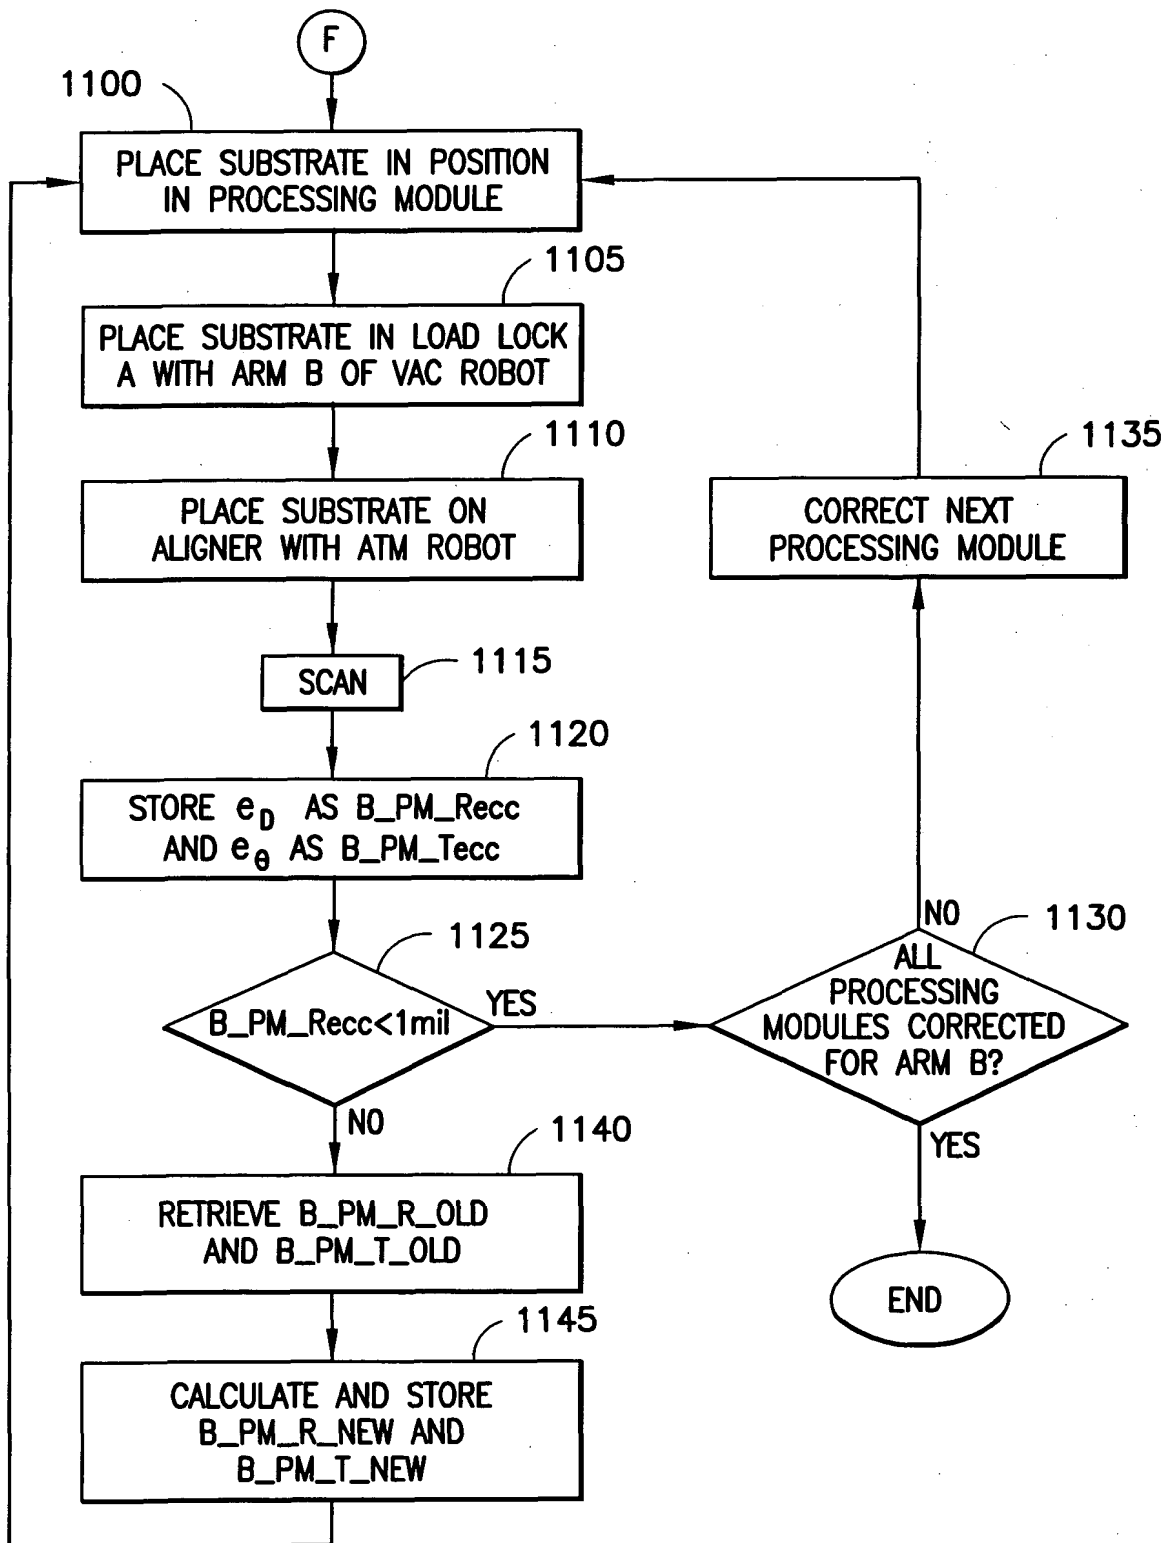 F
1100
PLACE SUBSTRATE IN POSITION
IN PROCESSING MODULE
1105
PLACE SUBSTRATE IN LOAD LOCK
A WITH ARM B OF VAC ROBOT
1110
PLACE SUBSTRATE ON
ALIGNER WITH ATM ROBOT
1115
SCAN
1120
STORE eD AS B_PM_Recc
AND eθ AS B_PM_Tecc
1125
B_PM_Recc<1mil
YES
NO
1130
ALL
PROCESSING
MODULES CORRECTED
FOR ARM B?
NO
YES
1135
CORRECT NEXT
PROCESSING MODULE
1140
RETRIEVE B_PM_R_OLD
AND B_PM_T_OLD
1145
CALCULATE AND STORE
B_PM_R_NEW AND
B_PM_T_NEW
END